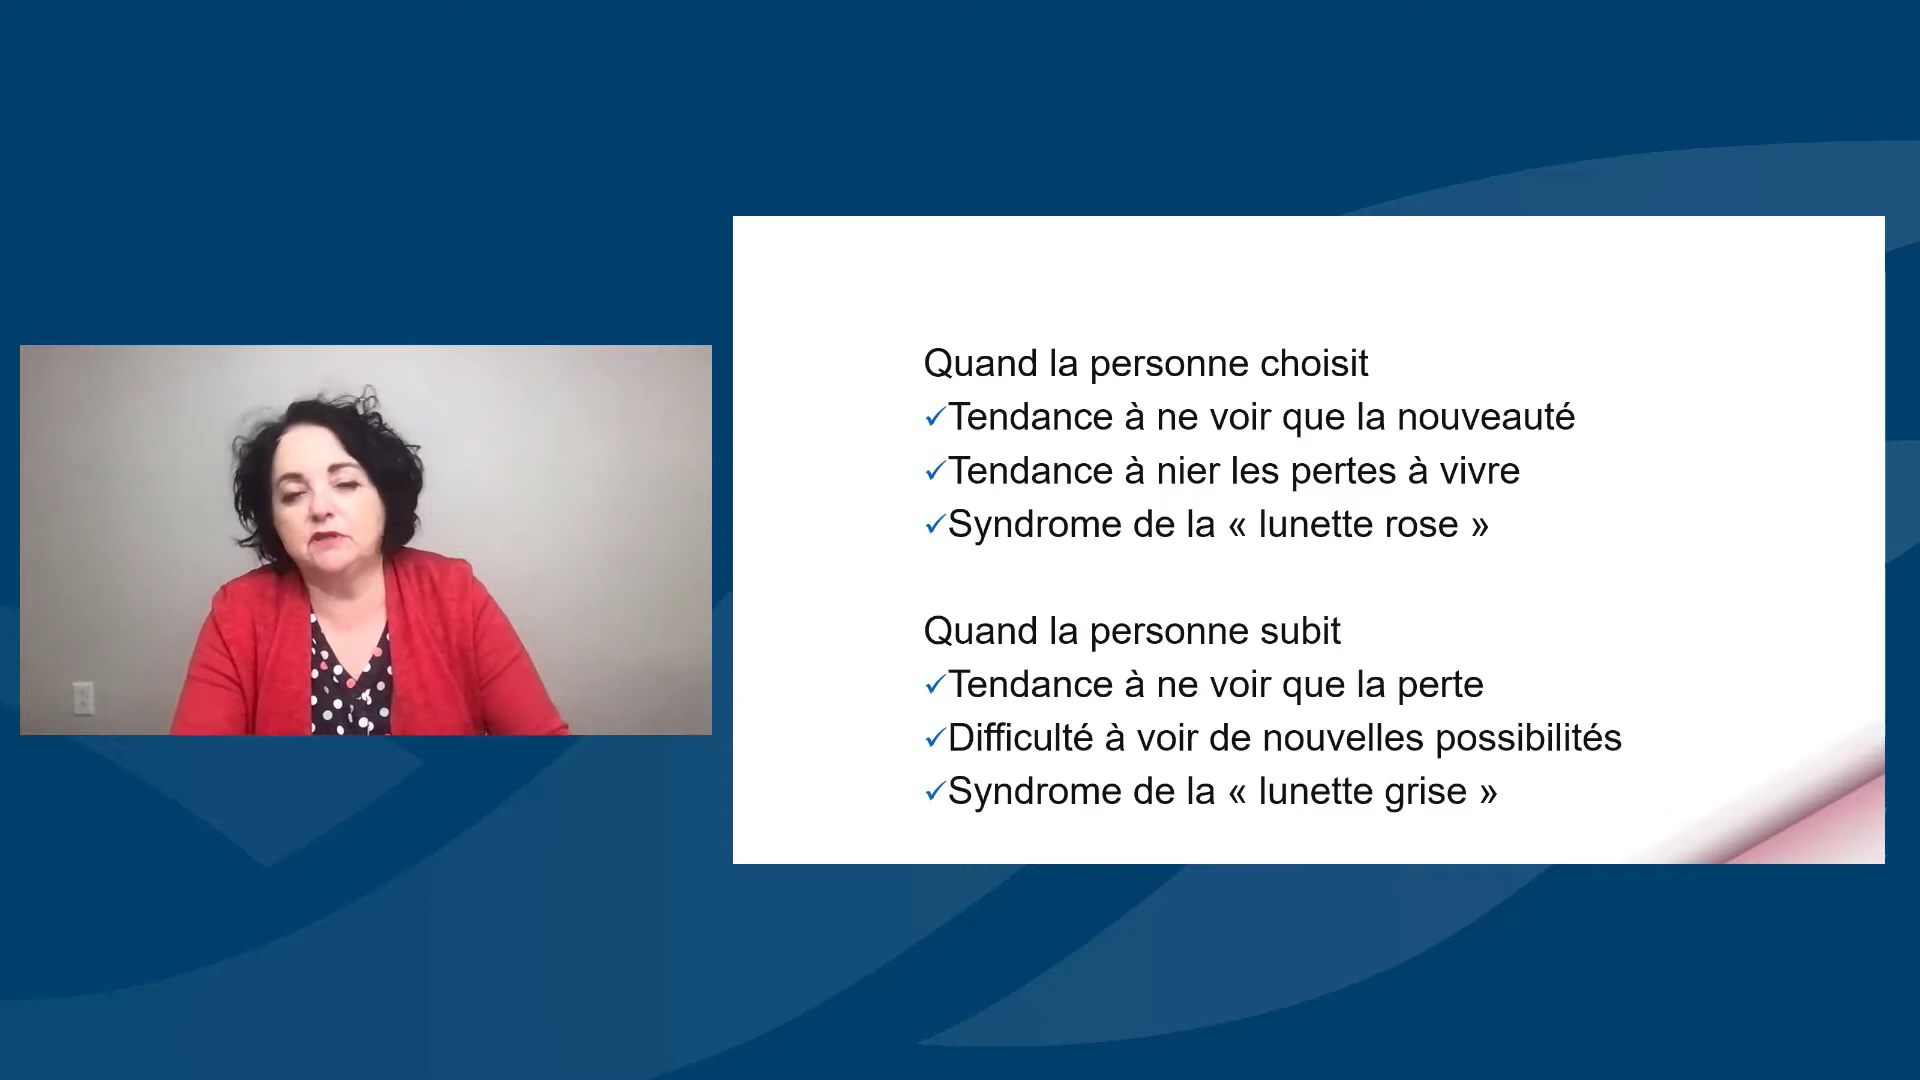 Quand la personne choisit
✓Tendance à ne voir que la nouveauté
✓Tendance à nier les pertes à vivre
✓Syndrome de la « lunette rose »
Quand la personne subit
✓Tendance à ne voir que la perte
✓Difficulté à voir de nouvelles possibilités
✓Syndrome de la « lunette grise »